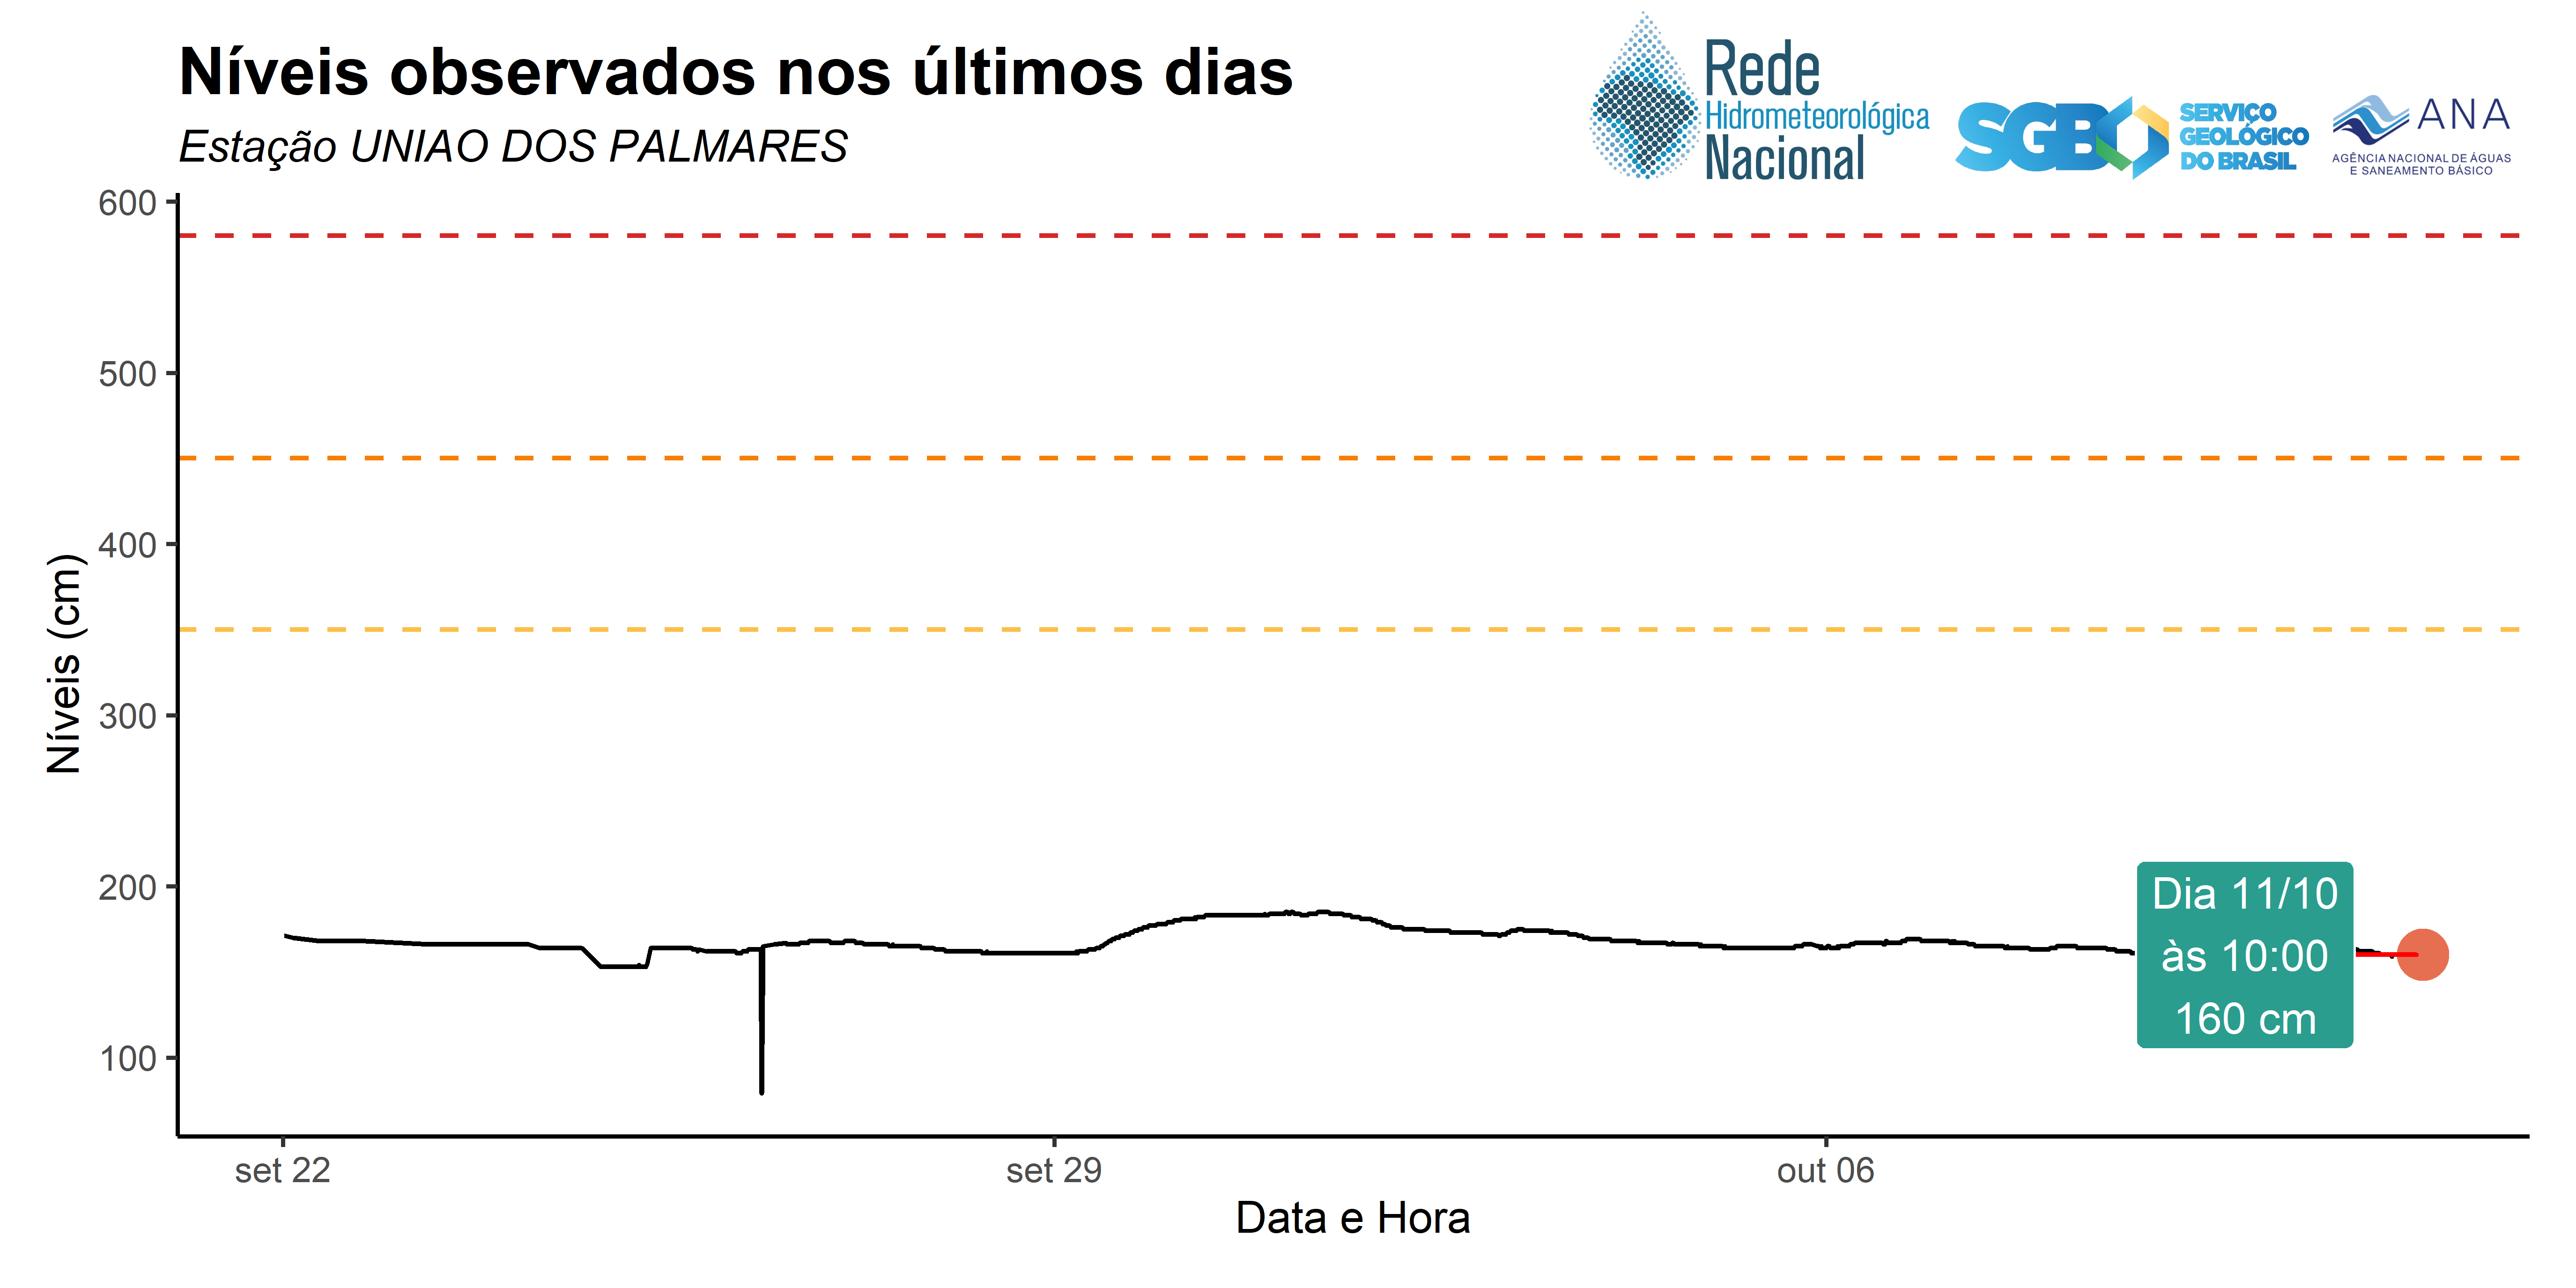 Níveis observados nos últimos dias
Estação UNIAO DOS PALMARES
Rede
Hidrometeorológica
Nacional
SGB
SERVIÇO
GEOLÓGICO
DO BRASIL
ANA
AGÊNCIA NACIONAL DE ÁGUAS
E SANEAMENTO BÁSICO
600
500
400
300
200
100
Níveis (cm)
Dia 11/10
às 10:00
160 cm
set 22
set 29
out 06
Data e Hora